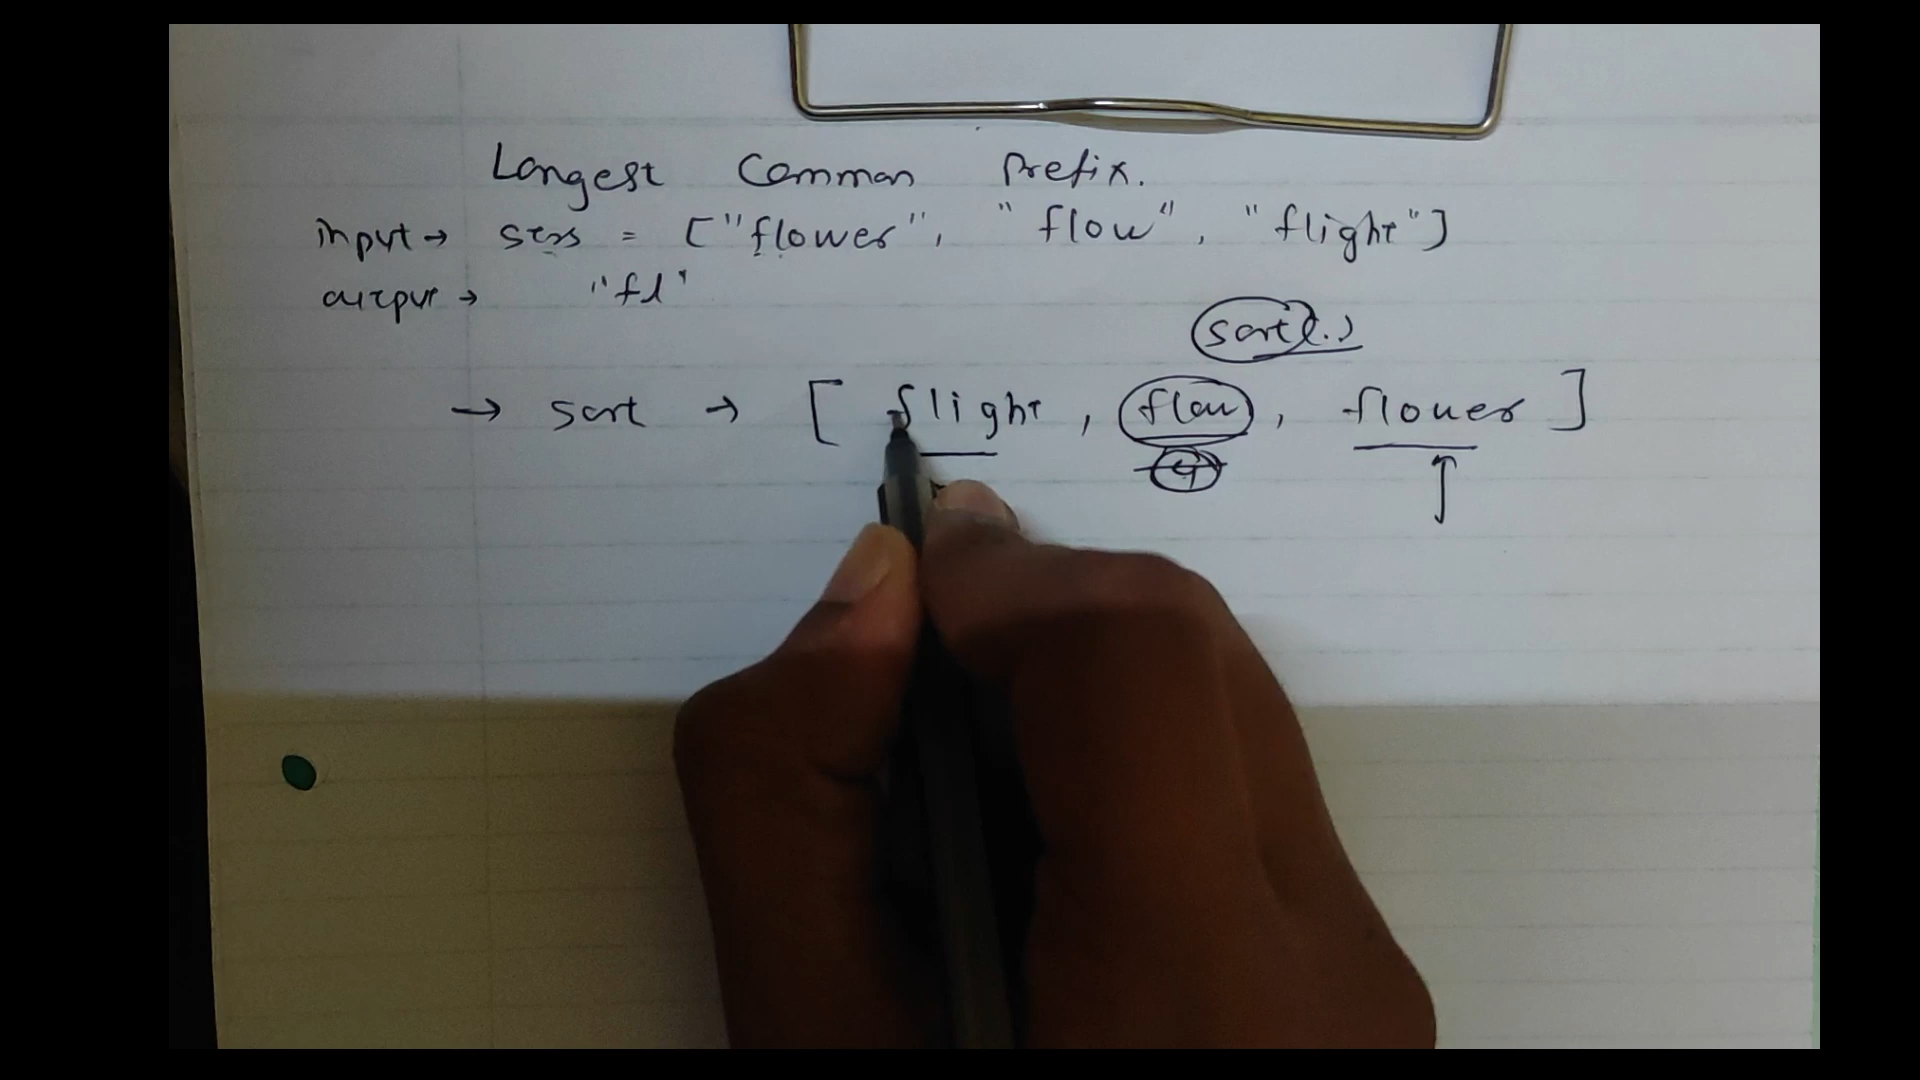 Longest Common Prefix.
input → strs = ["flower", "flow", "flight"]
output → "fl"
sort(.)
→ sort → [ flight, flow, flower ]